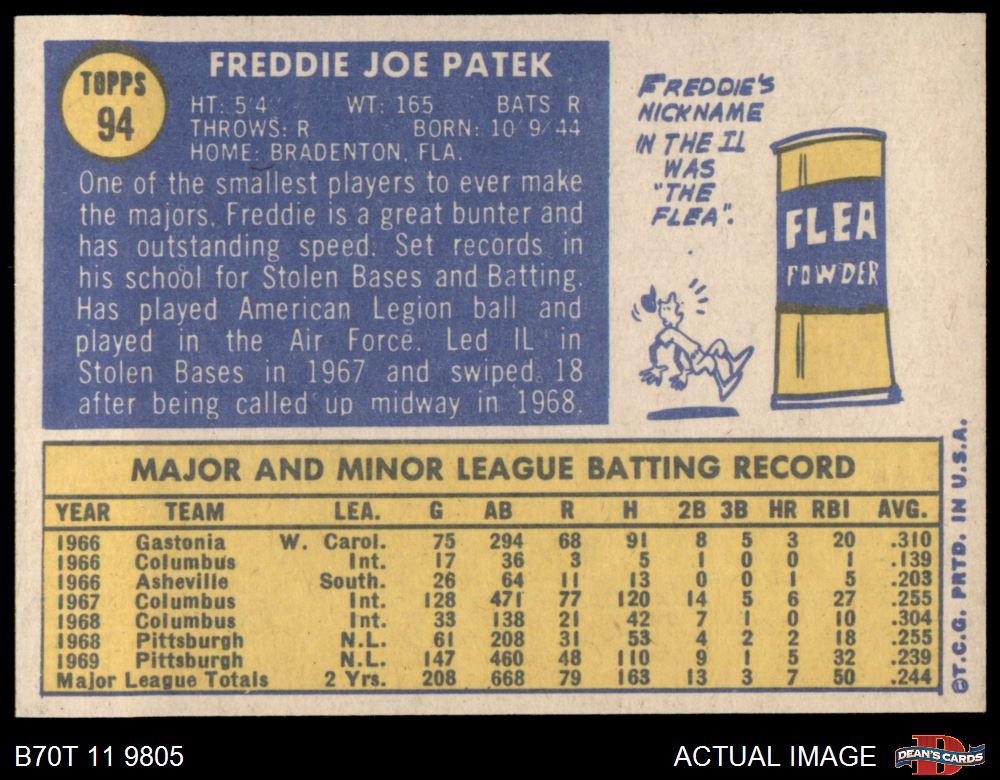 TOPPS
94
FREDDIE JOE PATEK
HT: 5'4" WT: 165 BATS R
THROWS: R BORN: 10/9/44
HOME: BRADENTON, FLA.
One of the smallest players to ever make
the majors, Freddie is a great bunter and
has outstanding speed. Set records in
his school for Stolen Bases and Batting.
Has played American Legion ball and
played in the Air Force. Led IL in
Stolen Bases in 1967 and swiped 18
after being called up midway in 1968.
FREDDIE'S
NICKNAME
IN THE IL
WAS
"THE
FLEA".
FLEA
POWDER
MAJOR AND MINOR LEAGUE BATTING RECORD
YEAR TEAM LEA. G AB R H 2B 3B HR RBI AVG.
1966 Gastonia W. Carol. 75 294 68 91 8 5 3 20 .310
1966 Columbus Int. 17 36 3 5 1 0 0 1 .139
1966 Asheville South. 26 64 11 13 0 0 1 5 .203
1967 Columbus Int. 128 471 77 120 14 5 6 27 .255
1968 Columbus Int. 33 138 21 42 7 1 0 10 .304
1968 Pittsburgh N.L. 61 208 31 53 4 2 2 18 .255
1969 Pittsburgh N.L. 147 460 48 110 9 1 5 32 .239
Major League Totals 2 Yrs. 208 668 79 163 13 3 7 50 .244
©T.C.G. PRTD. IN U.S.A.
B70T 11 9805
ACTUAL IMAGE
DEAN'S CARDS